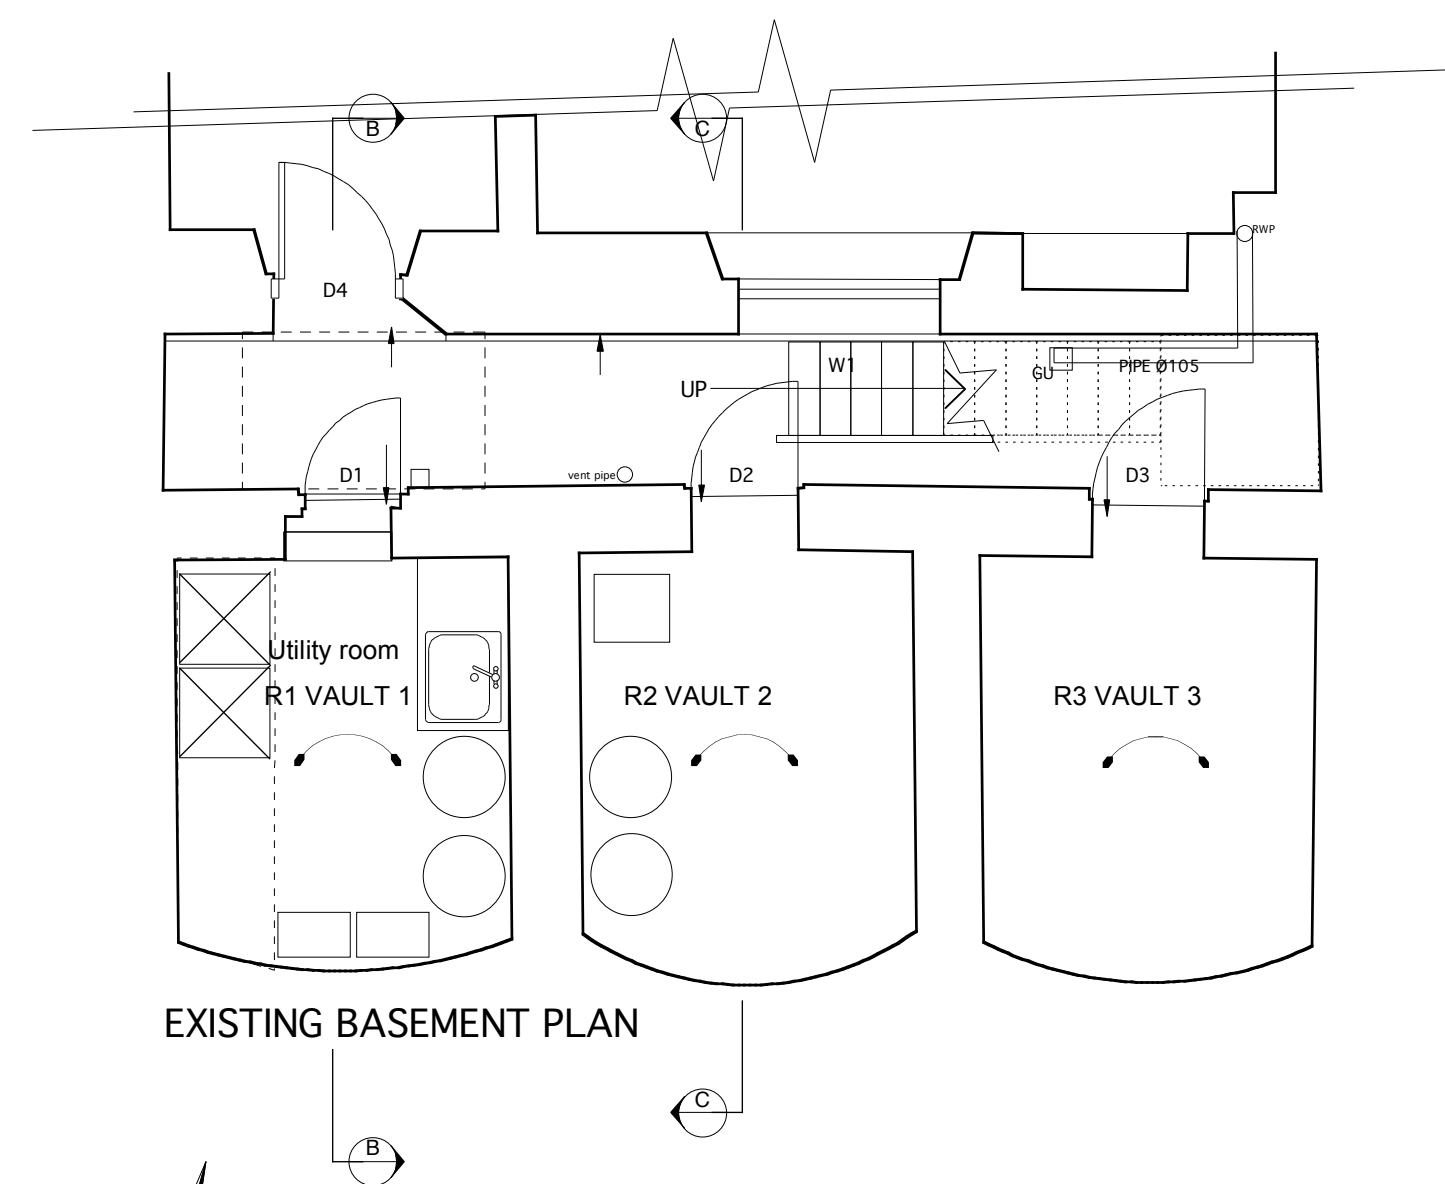 B
C
RWP
D4
W1
GU
PIPE Ø105
UP
D1
vent pipe
D2
D3
Utility room
R1 VAULT 1
R2 VAULT 2
R3 VAULT 3
EXISTING BASEMENT PLAN
C
B